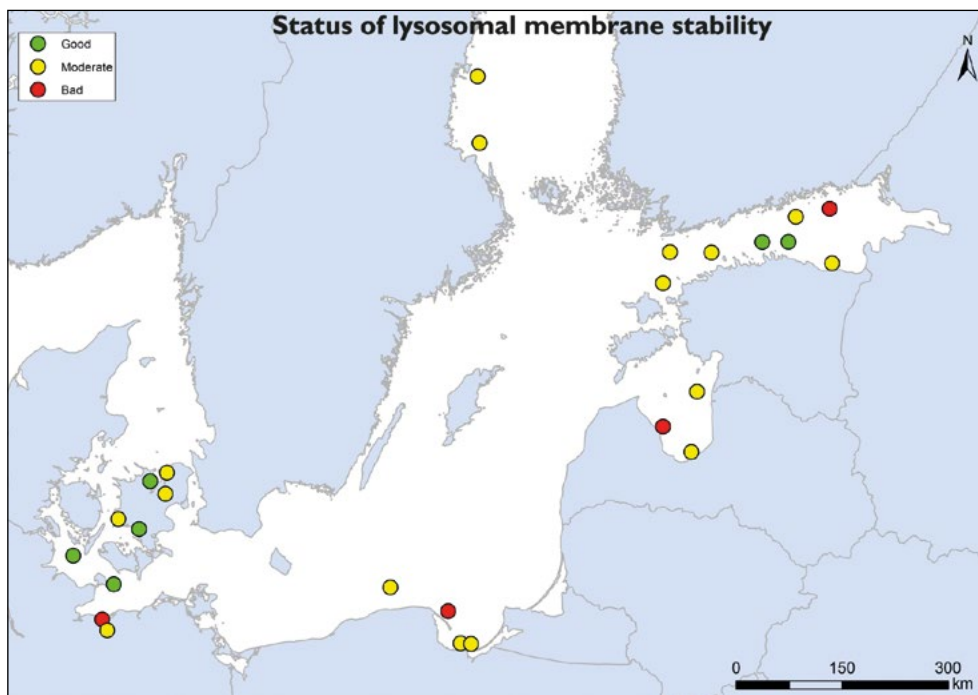 Status of lysosomal membrane stability
Good
Moderate
Bad
N
0 150 300
km